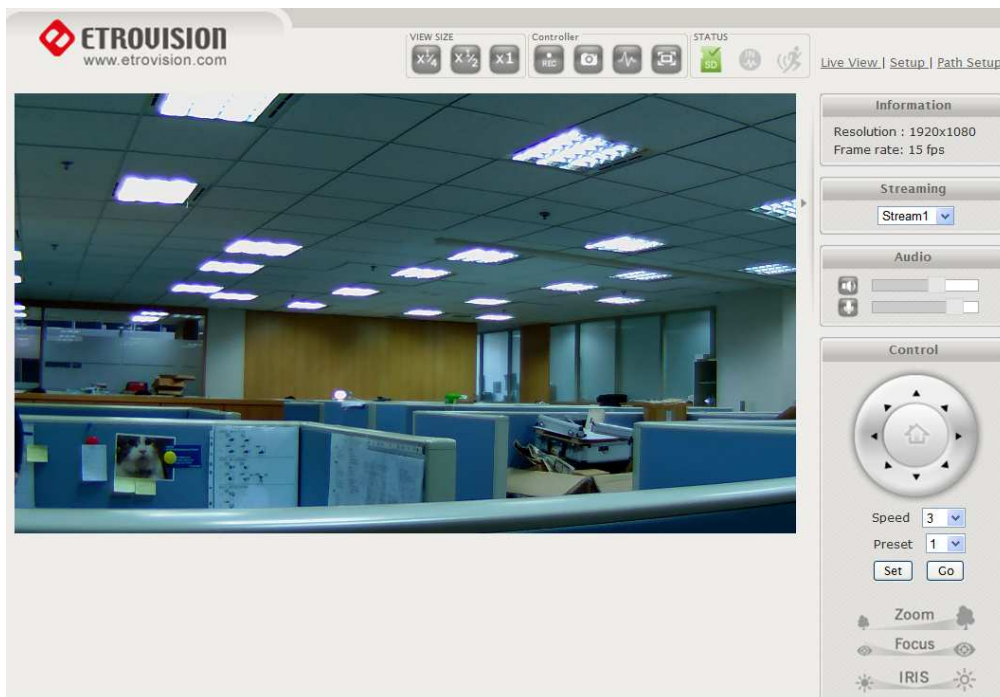 ETROVISION
www.etrovision.com
VIEW SIZE
x¼
x½
x1
Controller
REC
STATUS
SD
Live View | Setup | Path Setup
Information
Resolution : 1920x1080
Frame rate: 15 fps
Streaming
Stream1
Audio
Control
Speed 3
Preset 1
Set Go
Zoom
Focus
IRIS